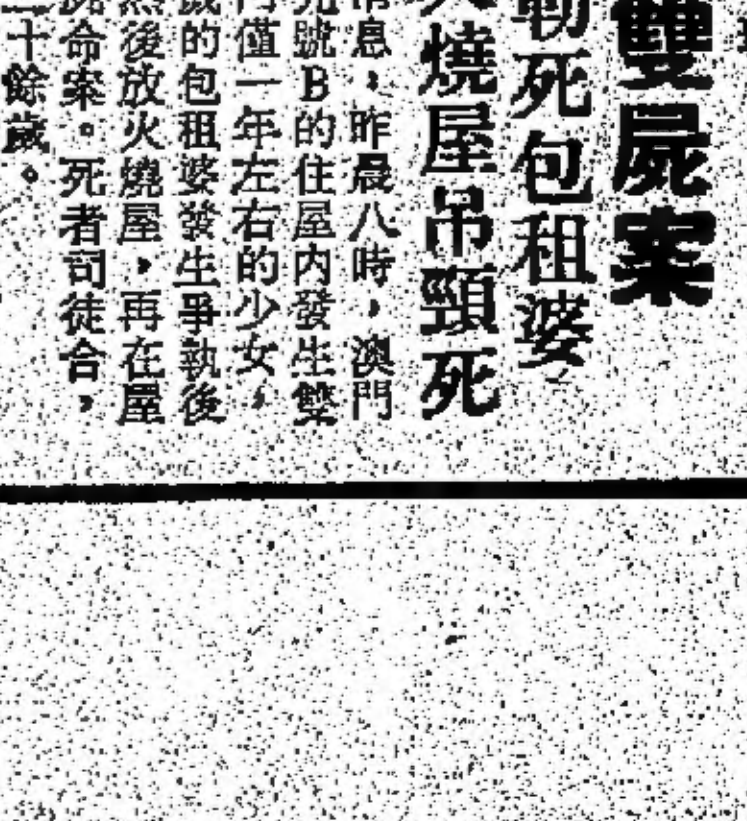 雙屍案
勒死包租婆
燒屋吊頸死
息，昨晨八時，澳門
號B的住屋內發生雙
僅一年左右的少女，
的包租婆發生爭執後
後放火燒屋，再在屋
命案。死者司徒合，
十餘歲。